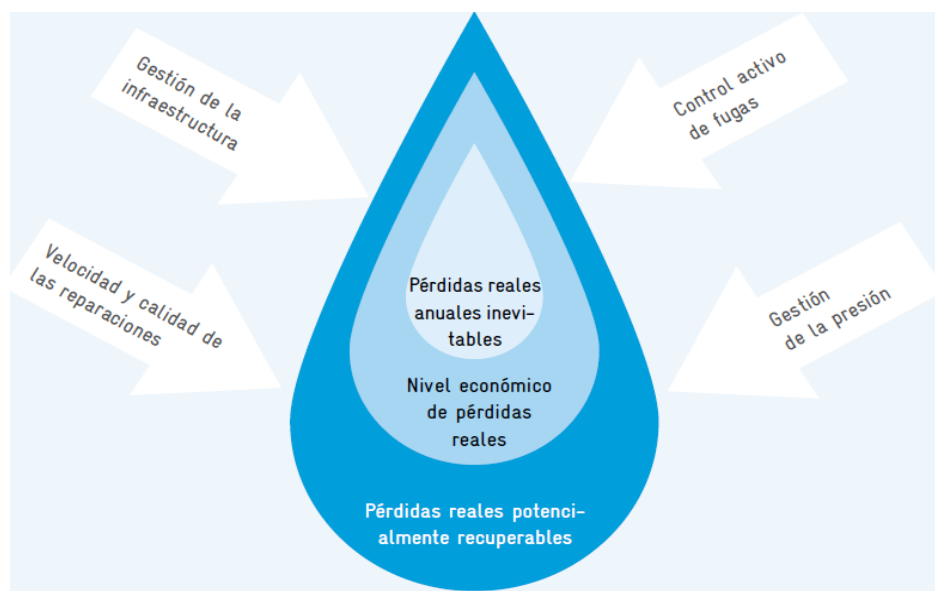 Gestión de la
infraestructura
Control activo
de fugas
Velocidad y calidad de
las reparaciones
Gestión
de la presión
Pérdidas reales
anuales inevi-
tables
Nivel económico
de pérdidas
reales
Pérdidas reales potenci-
almente recuperables